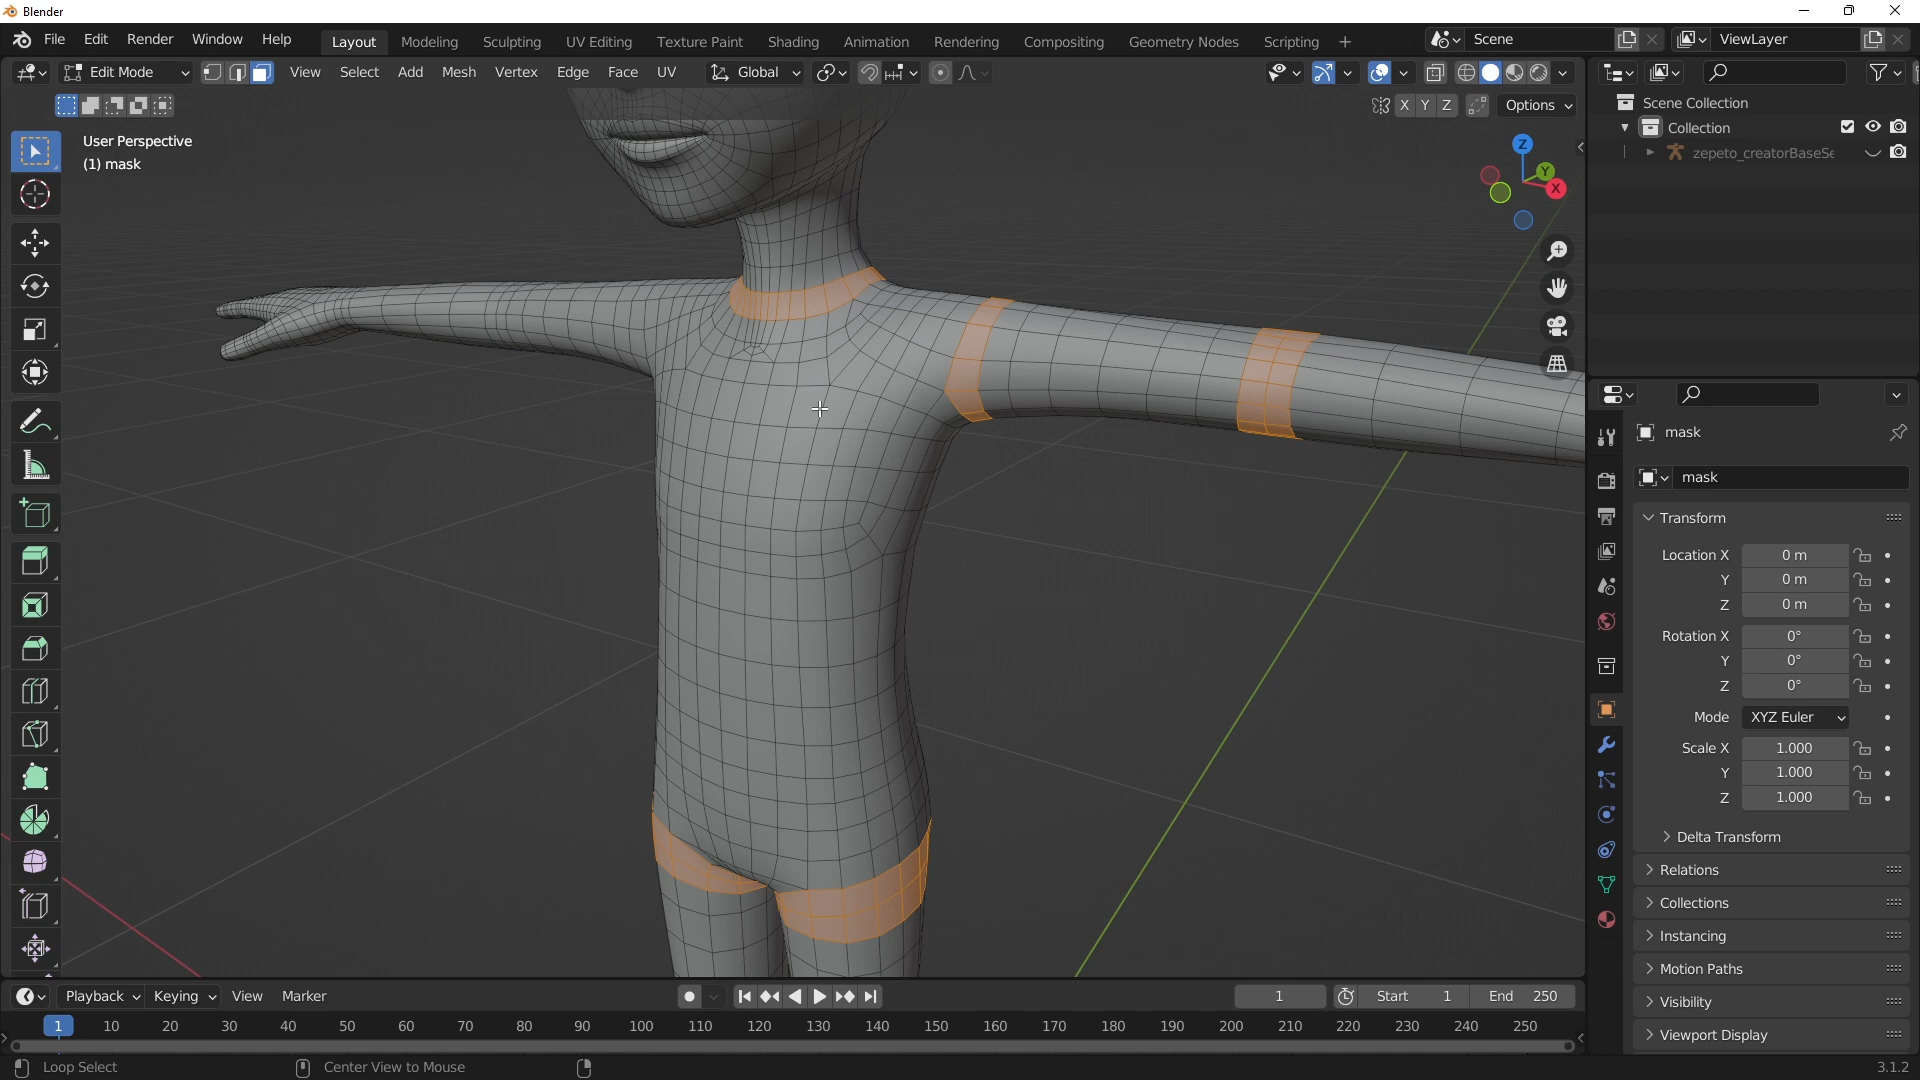 Blender
File Edit Render Window Help Layout Modeling Sculpting UV Editing Texture Paint Shading Animation Rendering Compositing Geometry Nodes Scripting + Scene ViewLayer
Edit Mode View Select Add Mesh Vertex Edge Face UV Global
X Y Z Options
User Perspective
(1) mask
Z
Y
X
Scene Collection
Collection
zepeto_creatorBaseSe
mask
mask
Transform
Location X 0 m
Y 0 m
Z 0 m
Rotation X 0°
Y 0°
Z 0°
Mode XYZ Euler
Scale X 1.000
Y 1.000
Z 1.000
Delta Transform
Relations
Collections
Instancing
Motion Paths
Visibility
Viewport Display
Playback Keying View Marker 1 Start 1 End 250
1 10 20 30 40 50 60 70 80 90 100 110 120 130 140 150 160 170 180 190 200 210 220 230 240 250
Loop Select Center View to Mouse 3.1.2